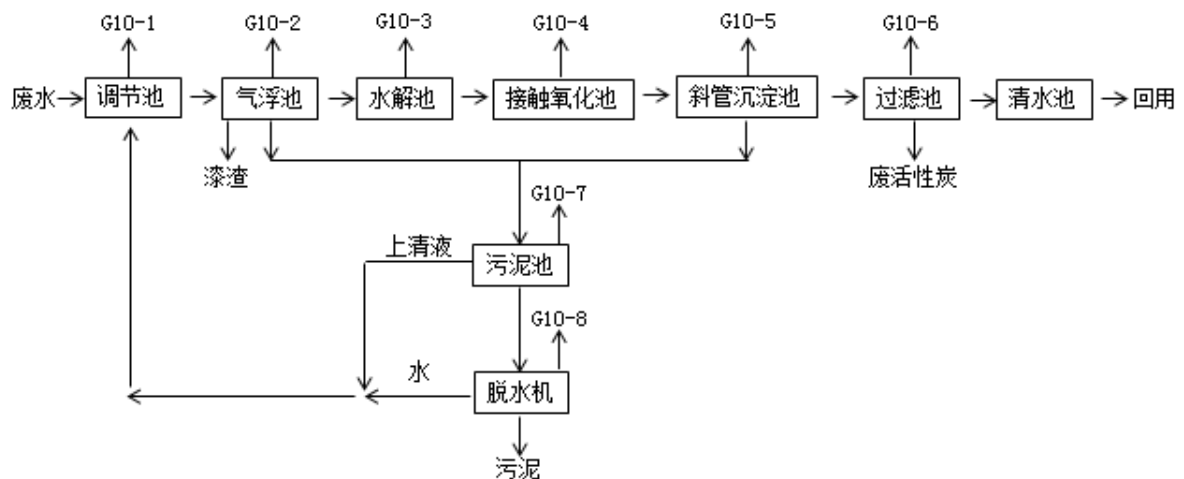 G10-1 G10-2 G10-3 G10-4 G10-5 G10-6
废水 调节池 气浮池 水解池 接触氧化池 斜管沉淀池 过滤池 清水池 回用
漆渣 废活性炭
G10-7
上清液 污泥池
G10-8
水 脱水机
污泥